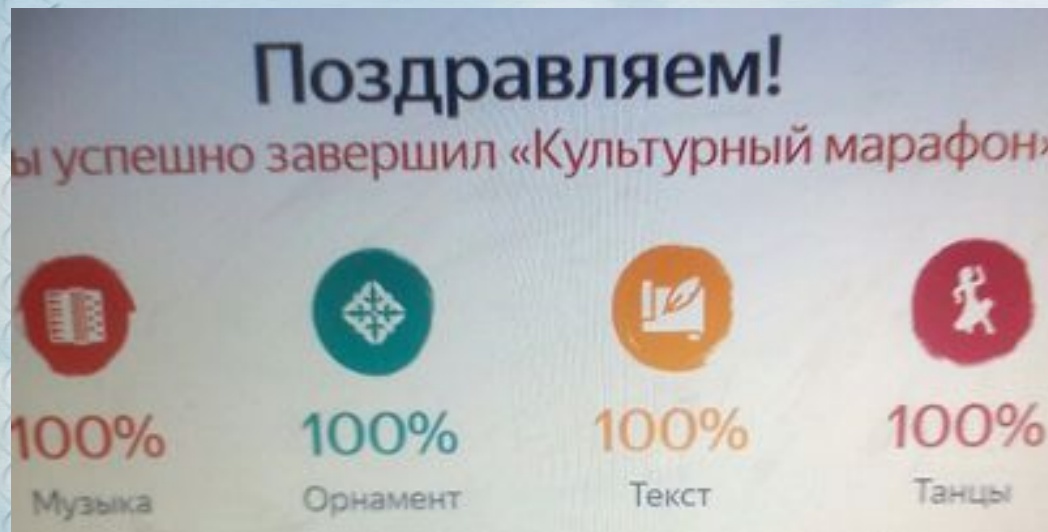 Поздравляем!
ы успешно завершил «Культурный марафон»
100% 100% 100% 100%
Музыка Орнамент Текст Танцы